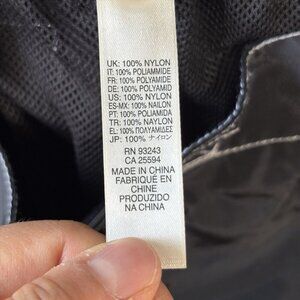 UK: 100% NYLON
IT: 100% POLIAMMIDE
FR: 100% POLYAMIDE
DE: 100% POLYAMID
US: 100% NYLON
ES-MX: 100% NAILON
PT: 100% POLIAMIDA
TR: 100% NAYLON
EL: 100% ΠΟΛΥΑΜΙΔΕΣ
JP: 100% ナイロン
RN 93243
CA 25594
MADE IN CHINA
FABRIQUÉ EN
CHINE
PRODUZIDO
NA CHINA